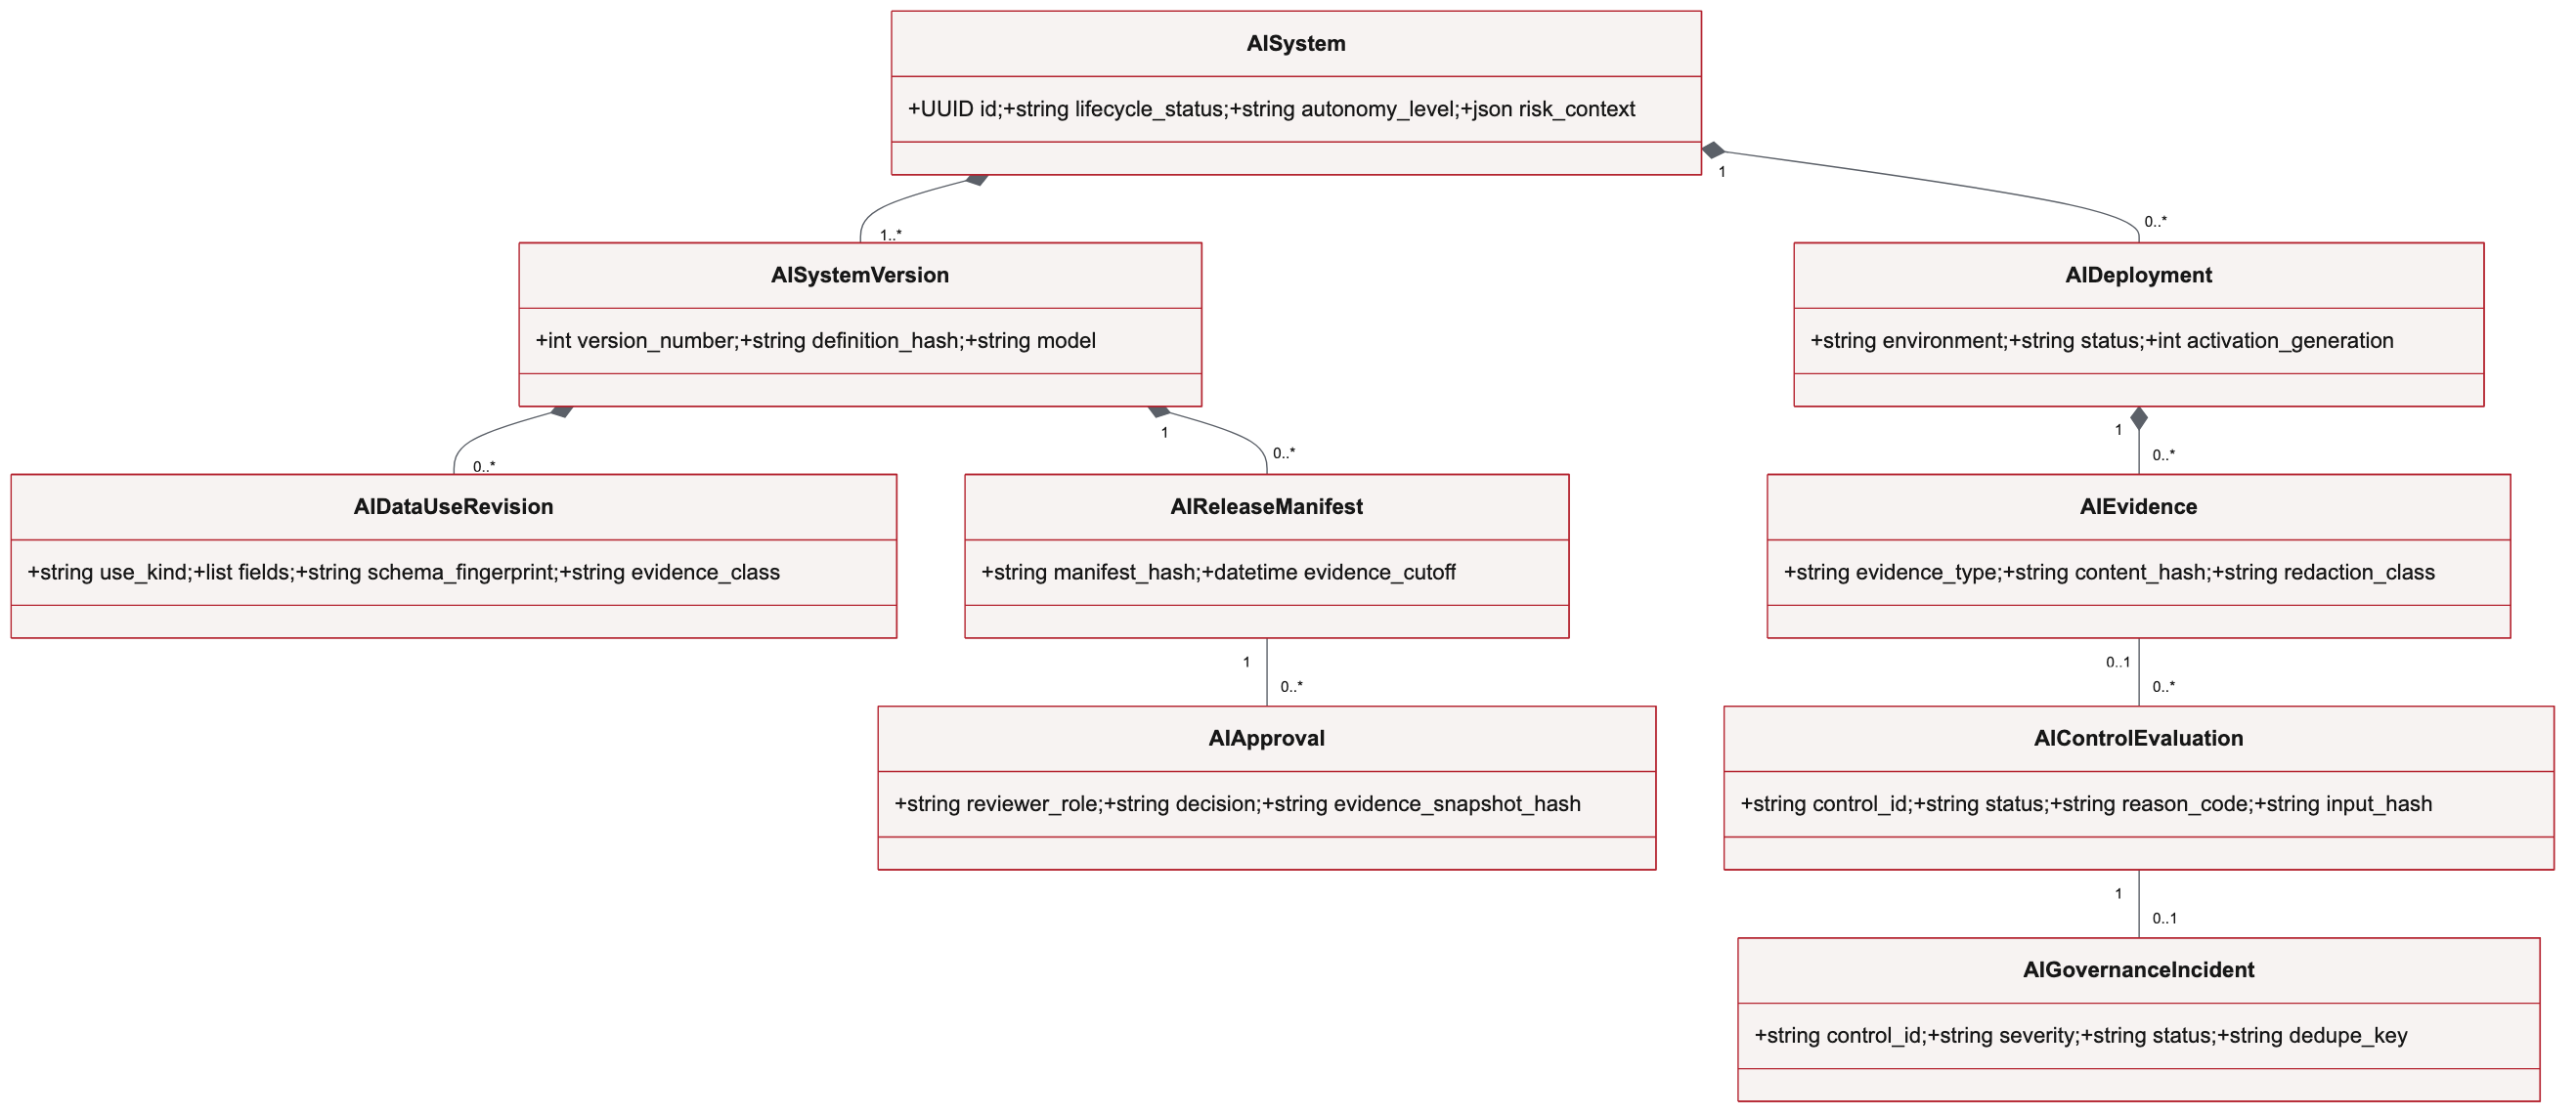 AISystem
+UUID id;+string lifecycle_status;+string autonomy_level;+json risk_context
1
1..*
0..*
AISystemVersion
+int version_number;+string definition_hash;+string model
AIDeployment
+string environment;+string status;+int activation_generation
1
1
0..*
0..*
0..*
AIDataUseRevision
+string use_kind;+list fields;+string schema_fingerprint;+string evidence_class
AIReleaseManifest
+string manifest_hash;+datetime evidence_cutoff
AIEvidence
+string evidence_type;+string content_hash;+string redaction_class
1
0..1
0..*
0..*
AIApproval
+string reviewer_role;+string decision;+string evidence_snapshot_hash
AIControlEvaluation
+string control_id;+string status;+string reason_code;+string input_hash
1
0..1
AIGovernanceIncident
+string control_id;+string severity;+string status;+string dedupe_key